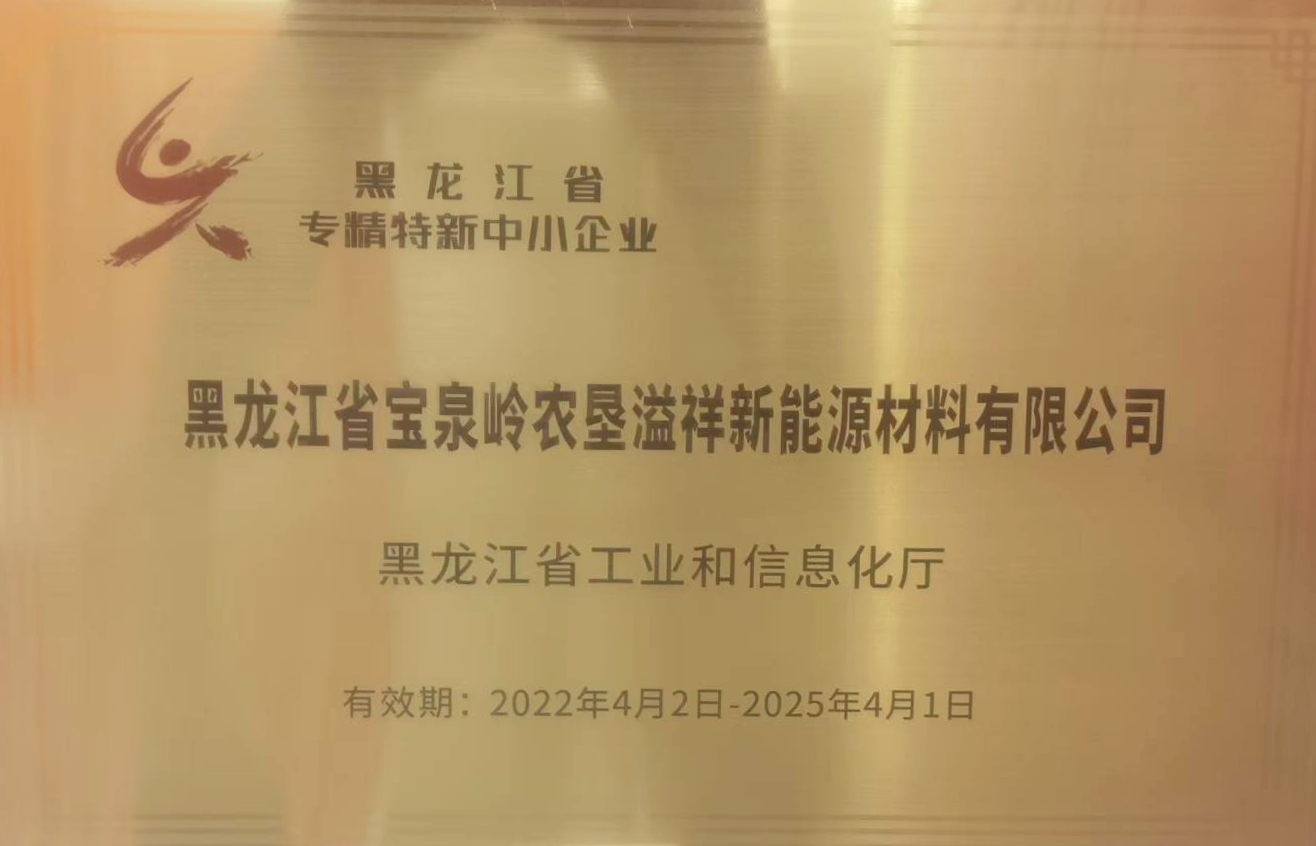 黑龙江省
专精特新中小企业
黑龙江省宝泉岭农垦溢祥新能源材料有限公司
黑龙江省工业和信息化厅
有效期：2022年4月2日-2025年4月1日